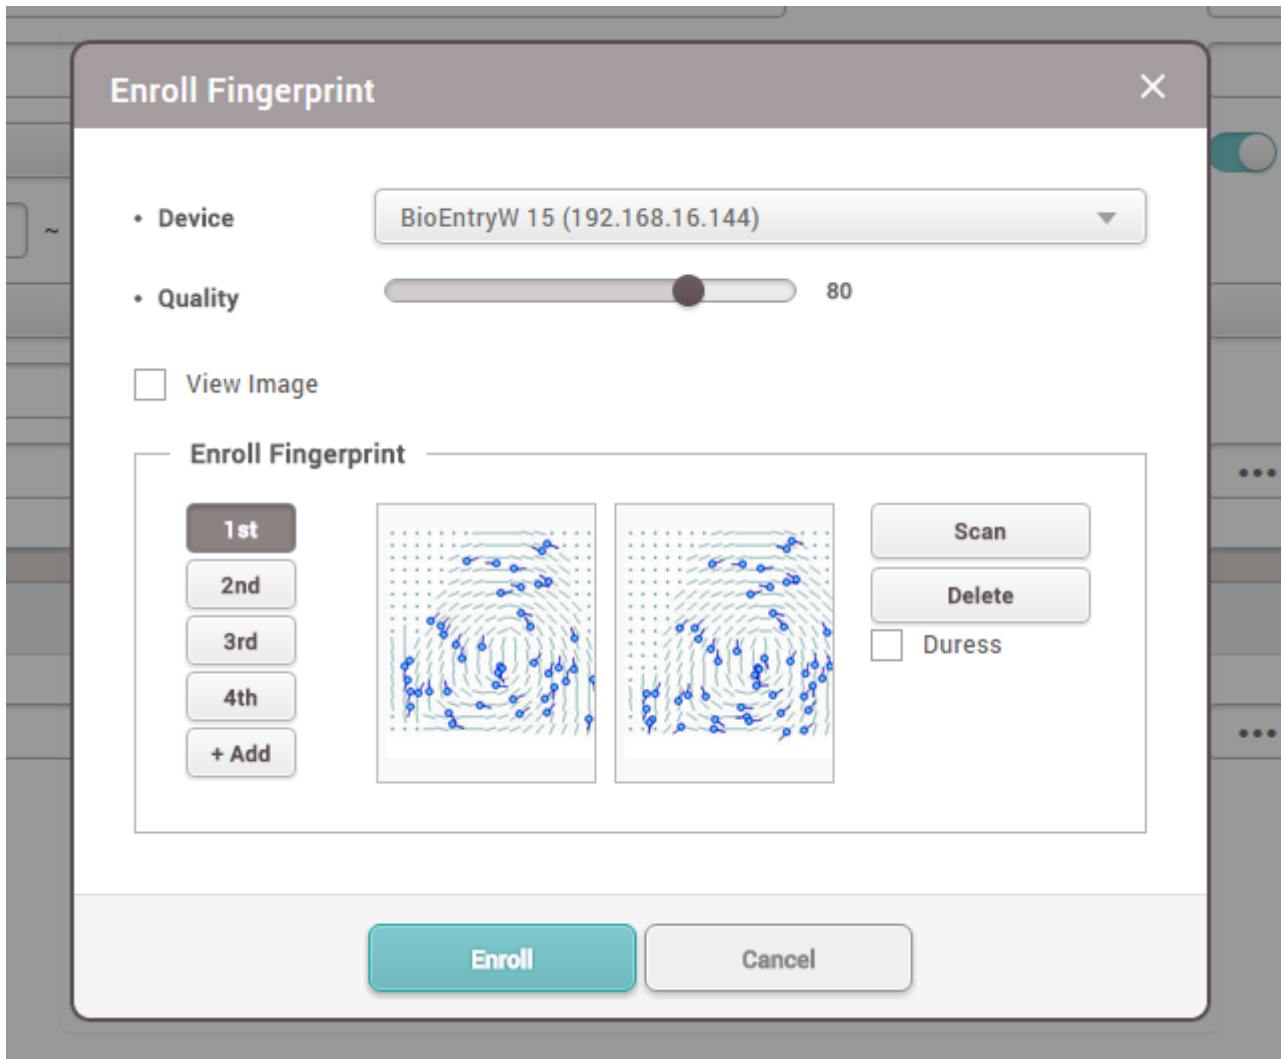 Enroll Fingerprint
~
• Device
BioEntryW 15 (192.168.16.144)
• Quality
80
View Image
Enroll Fingerprint
1st
2nd
3rd
4th
+ Add
Scan
Delete
Duress
•••
•••
Enroll
Cancel